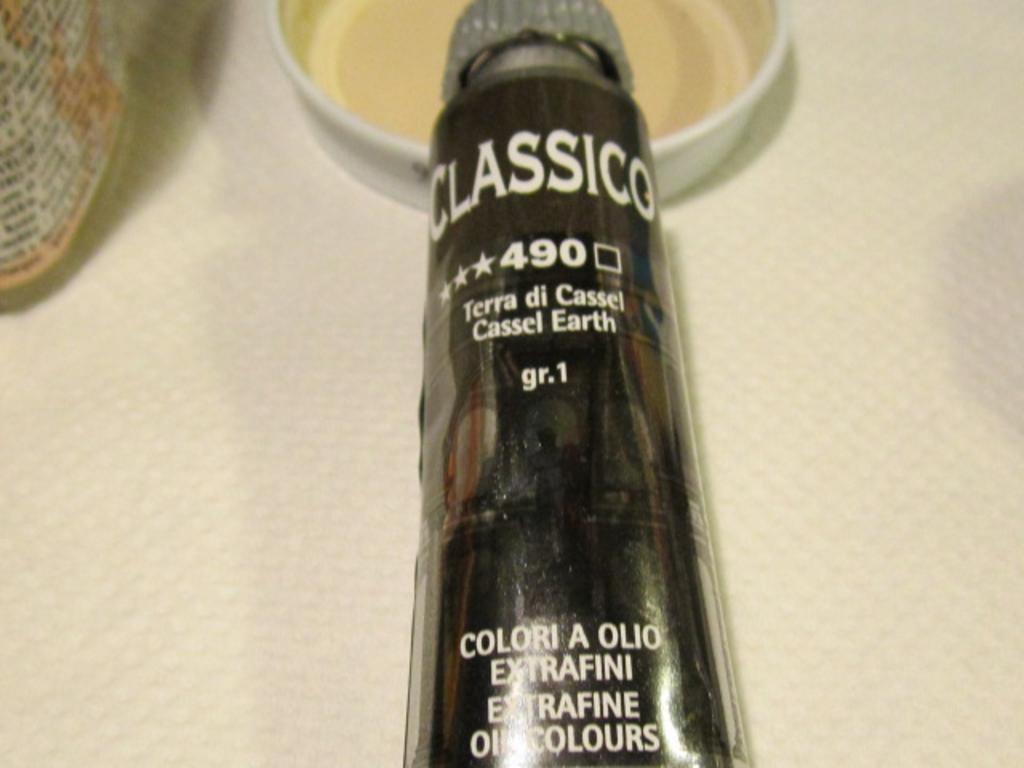 CLASSICO
★★★490□
Terra di Cassel
Cassel Earth
gr.1
COLORI A OLIO
EXTRAFINI
EXTRAFINE
OIL COLOURS